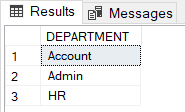 Results Messages
DEPARTMENT
1 Account
2 Admin
3 HR